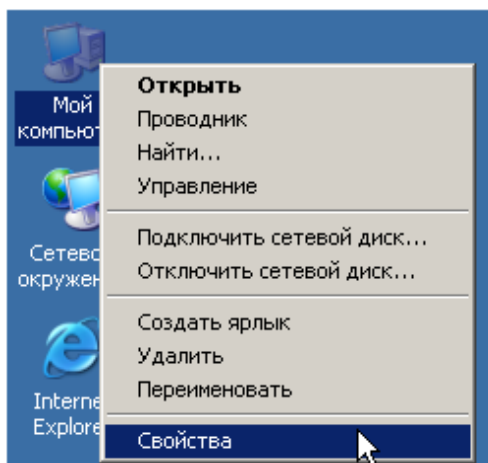 Мой
компьют
Открыть
Проводник
Найти...
Управление
Подключить сетевой диск...
Отключить сетевой диск...
Создать ярлык
Удалить
Переименовать
Свойства
Сетево
окружен
Interne
Explore